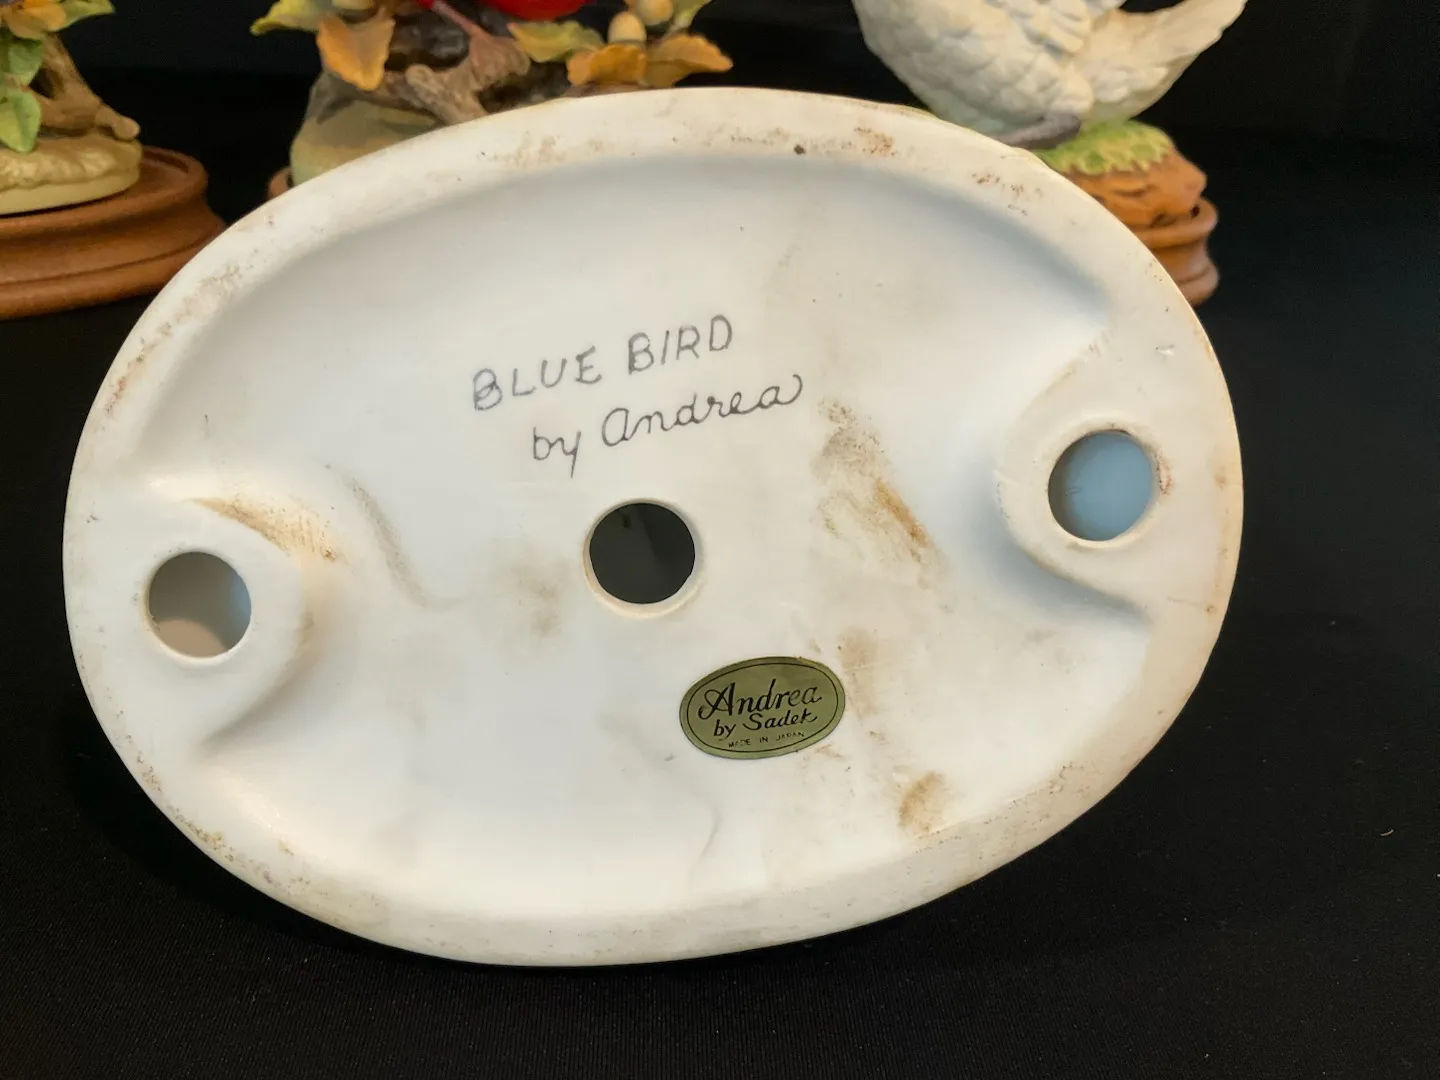 BLUE BIRD
by Andrea
Andrea
by Sadek
MADE IN JAPAN